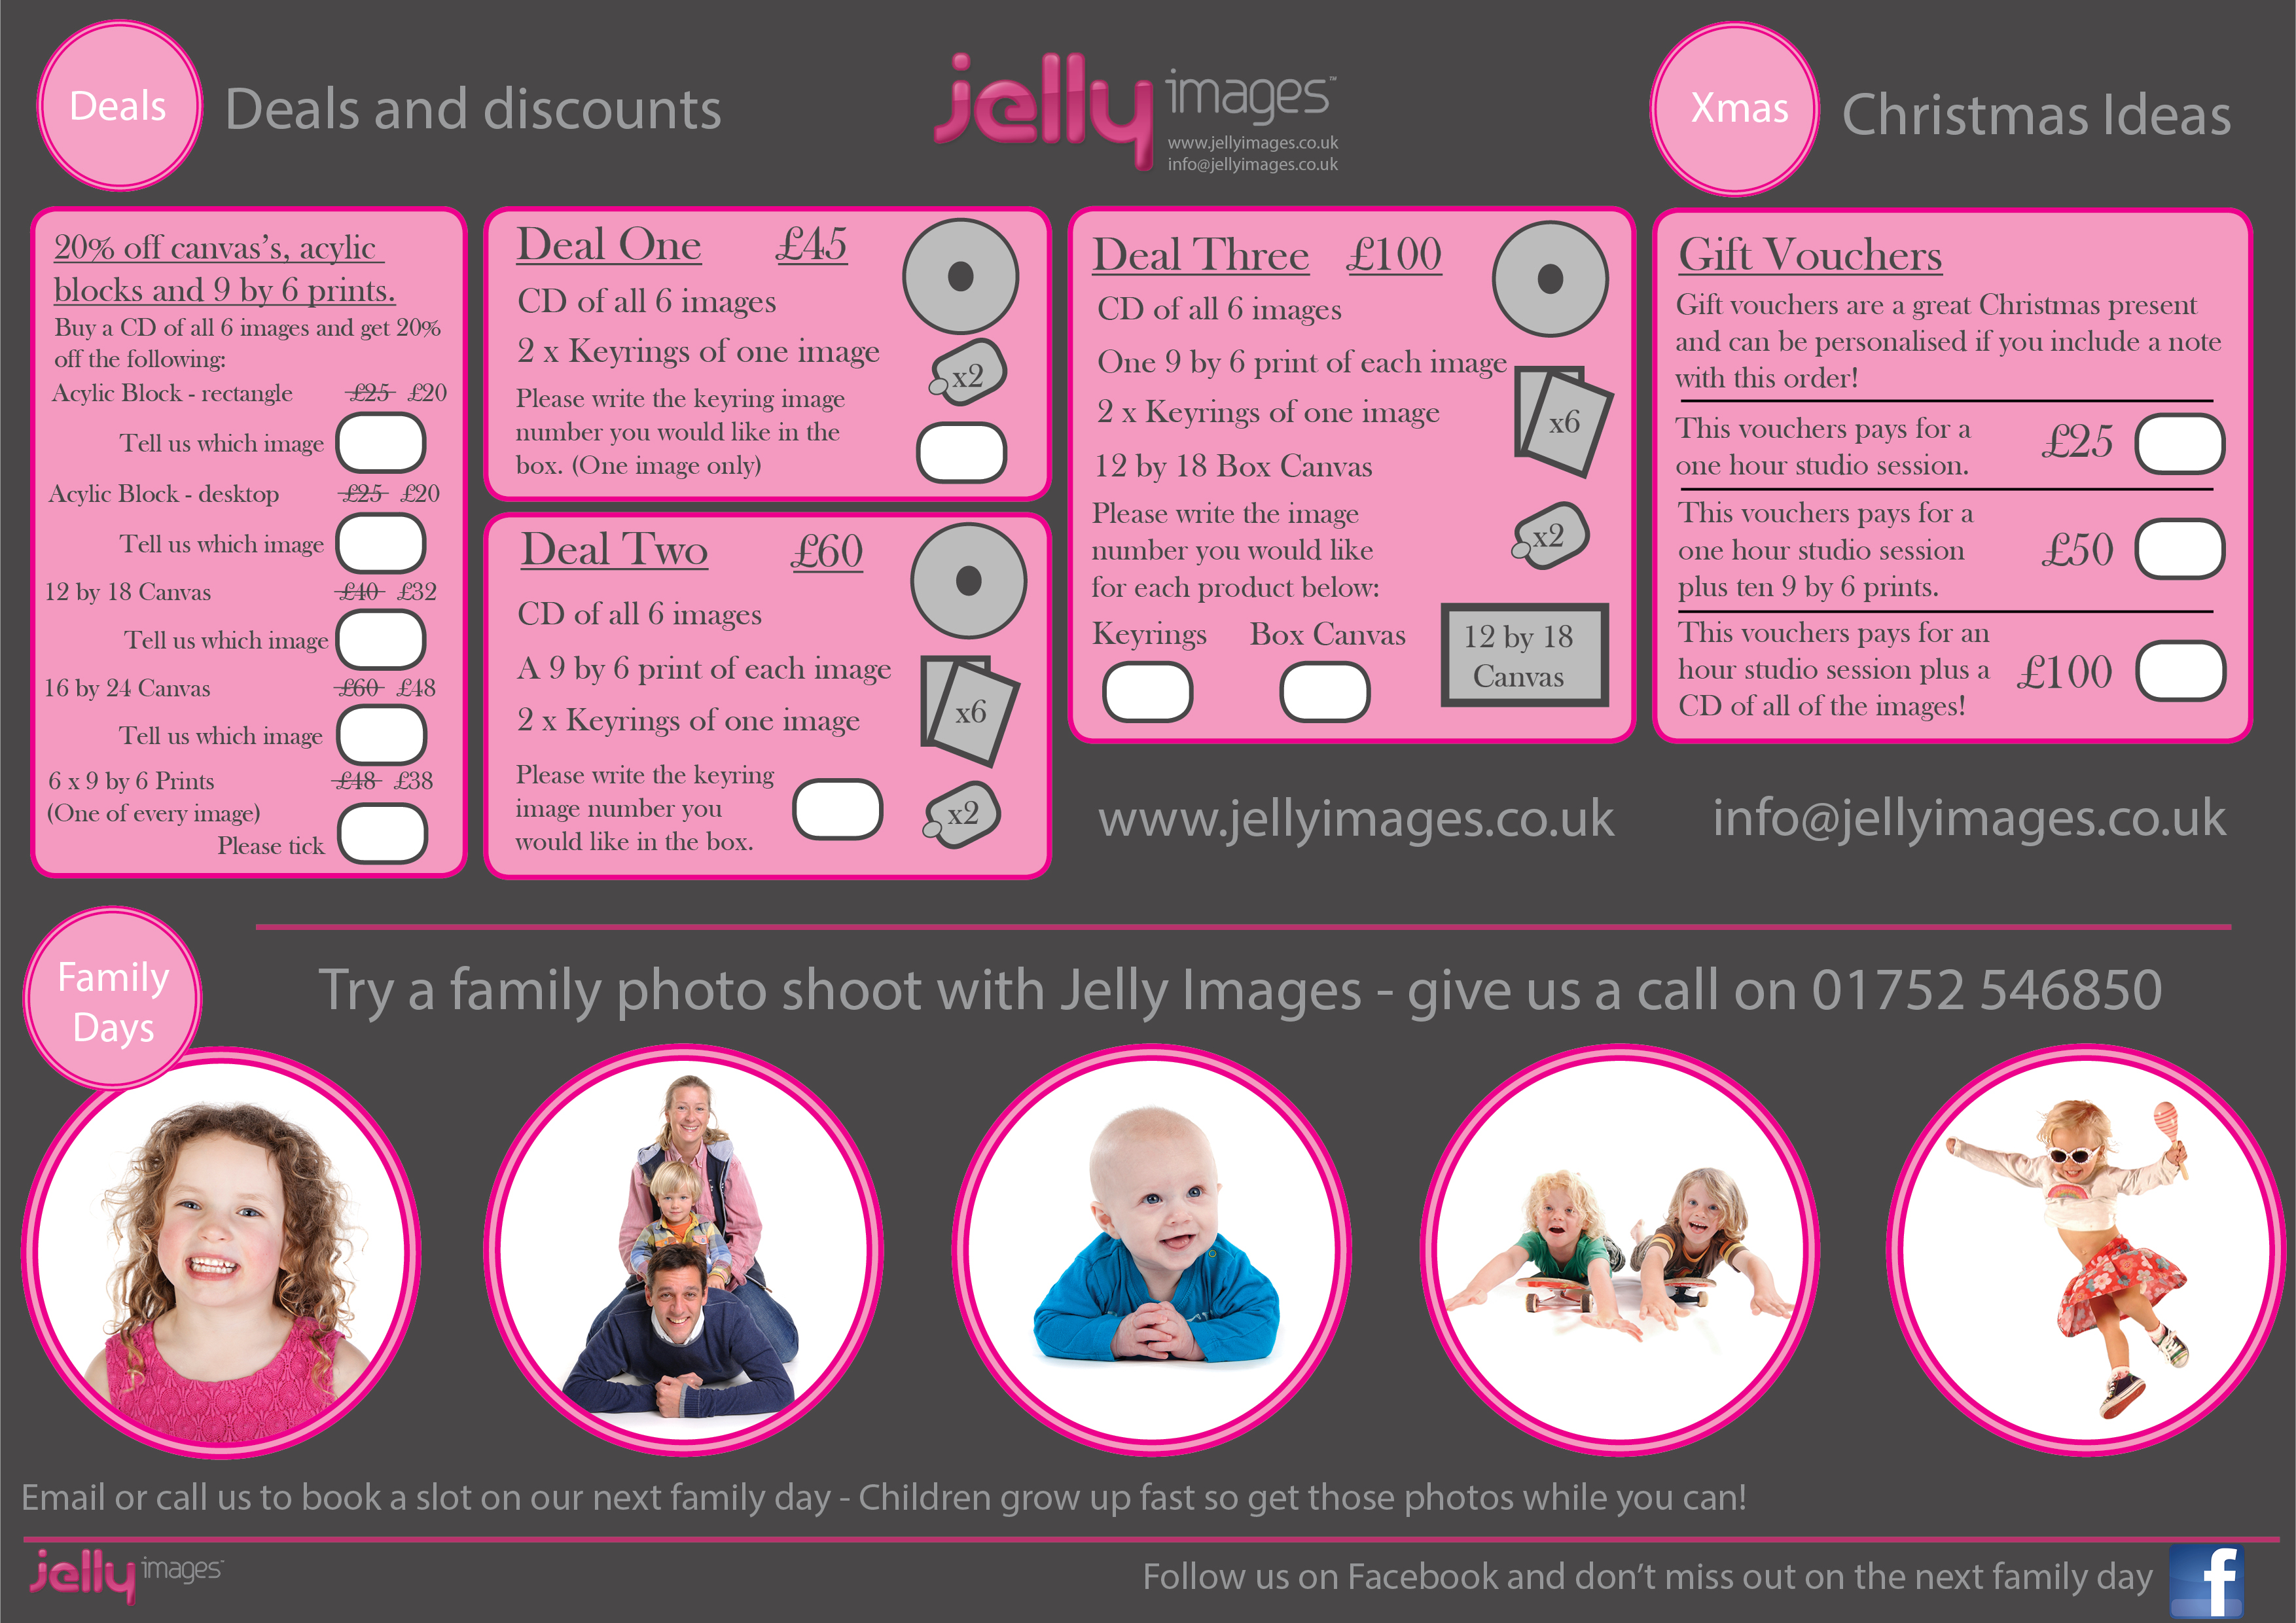 Deals
Deals and discounts
jelly images™
www.jellyimages.co.uk
info@jellyimages.co.uk
Xmas
Christmas Ideas
20% off canvas's, acylic
blocks and 9 by 6 prints.
Buy a CD of all 6 images and get 20%
off the following:
Acylic Block - rectangle £25 £20
Tell us which image
Acylic Block - desktop £25 £20
Tell us which image
12 by 18 Canvas £40 £32
Tell us which image
16 by 24 Canvas £60 £48
Tell us which image
6 x 9 by 6 Prints £48 £38
(One of every image)
Please tick
Deal One £45
CD of all 6 images
2 x Keyrings of one image
x2
Please write the keyring image
number you would like in the
box. (One image only)
Deal Two £60
CD of all 6 images
A 9 by 6 print of each image
x6
2 x Keyrings of one image
Please write the keyring
image number you
would like in the box.
x2
Deal Three £100
CD of all 6 images
One 9 by 6 print of each image
x6
2 x Keyrings of one image
12 by 18 Box Canvas
Please write the image
number you would like
for each product below:
x2
Keyrings Box Canvas
12 by 18
Canvas
Gift Vouchers
Gift vouchers are a great Christmas present
and can be personalised if you include a note
with this order!
This vouchers pays for a
one hour studio session.
£25
This vouchers pays for a
one hour studio session
plus ten 9 by 6 prints.
£50
This vouchers pays for an
hour studio session plus a
CD of all of the images!
£100
www.jellyimages.co.uk
info@jellyimages.co.uk
Family
Days
Try a family photo shoot with Jelly Images - give us a call on 01752 546850
Email or call us to book a slot on our next family day - Children grow up fast so get those photos while you can!
jelly images™
Follow us on Facebook and don't miss out on the next family day
f